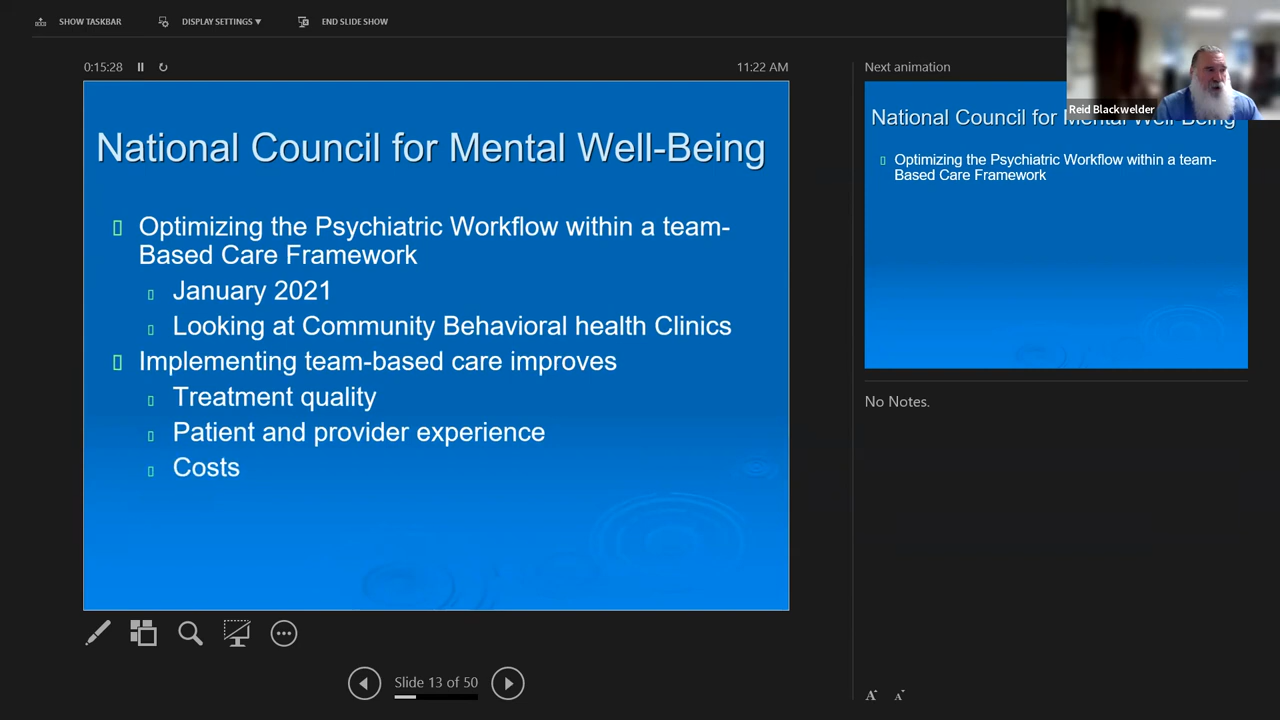 SHOW TASKBAR
DISPLAY SETTINGS ▼
END SLIDE SHOW
0:15:28
11:22 AM
National Council for Mental Well-Being
Optimizing the Psychiatric Workflow within a team-
Based Care Framework
January 2021
Looking at Community Behavioral health Clinics
Implementing team-based care improves
Treatment quality
Patient and provider experience
Costs
Slide 13 of 50
Next animation
Reid Blackwelder
National Council for Mental Well-Being
Optimizing the Psychiatric Workflow within a team-
Based Care Framework
No Notes.
A A